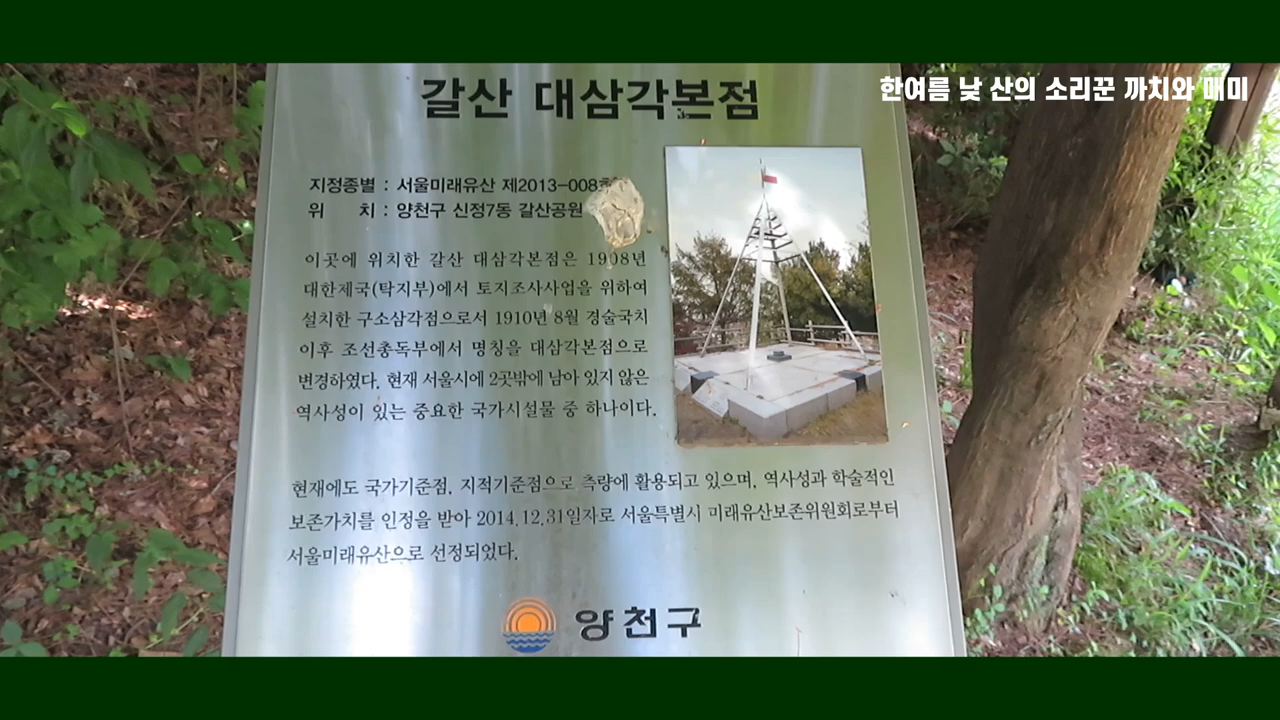 한여름 낮 산의 소리꾼 까치와 매미
갈산 대삼각본점
지정종별 : 서울미래유산 제2013-008호
위 치 : 양천구 신정7동 갈산공원
이곳에 위치한 갈산 대삼각본점은 1908년
대한제국(탁지부)에서 토지조사사업을 위하여
설치한 구소삼각점으로서 1910년 8월 경술국치
이후 조선총독부에서 명칭을 대삼각본점으로
변경하였다. 현재 서울시에 2곳밖에 남아 있지 않은
역사성이 있는 중요한 국가시설물 중 하나이다.
현재에도 국가기준점, 지적기준점으로 측량에 활용되고 있으며, 역사성과 학술적인
보존가치를 인정을 받아 2014.12.31일자로 서울특별시 미래유산보존위원회로부터
서울미래유산으로 선정되었다.
양천구